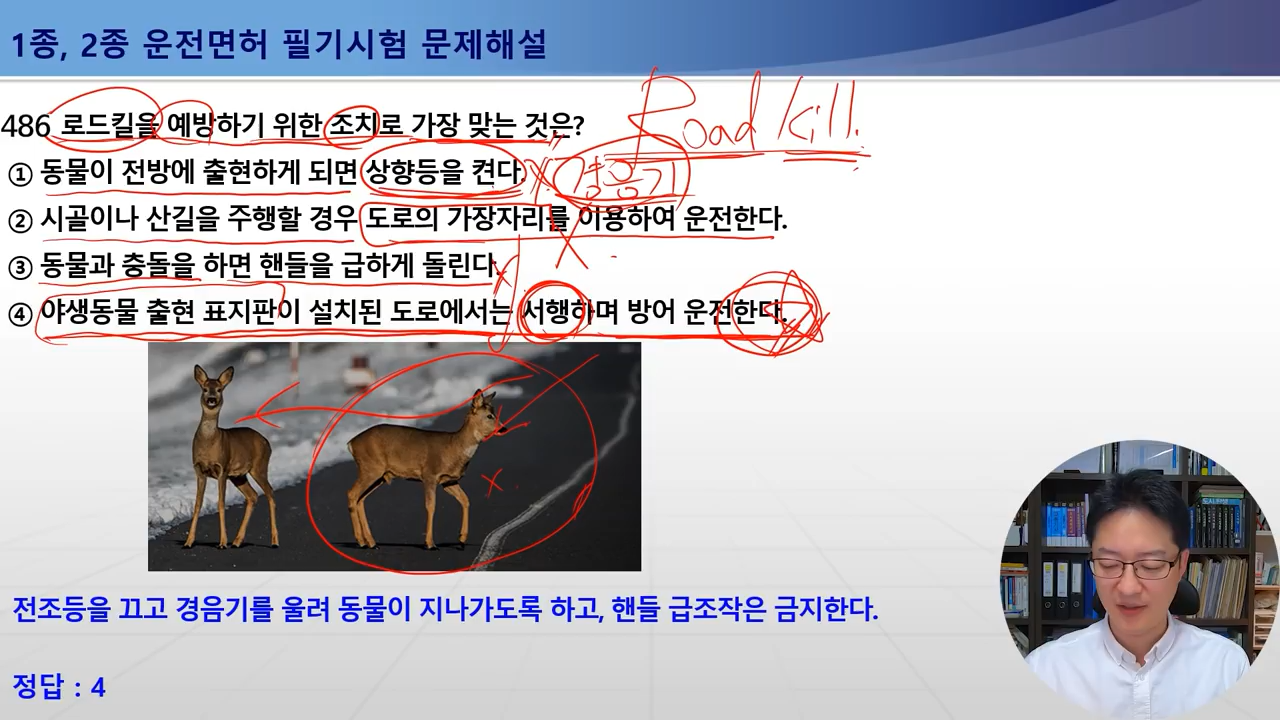 1종, 2종 운전면허 필기시험 문제해설
486 로드킬을 예방하기 위한 조치로 가장 맞는 것은?
Road kill.
① 동물이 전방에 출현하게 되면 상향등을 켠다.
경음기
② 시골이나 산길을 주행할 경우 도로의 가장자리를 이용하여 운전한다.
③ 동물과 충돌을 하면 핸들을 급하게 돌린다.
④ 야생동물 출현 표지판이 설치된 도로에서는 서행하며 방어 운전한다.
전조등을 끄고 경음기를 울려 동물이 지나가도록 하고, 핸들 급조작은 금지한다.
정답 : 4